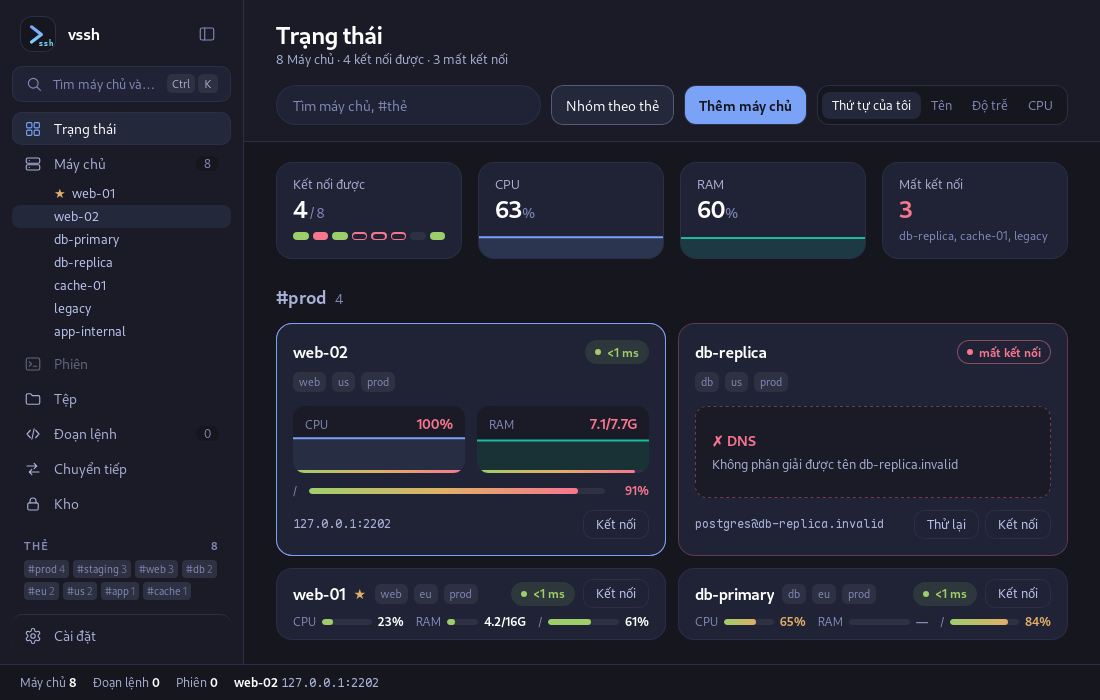 ssh
vssh
Tìm máy chủ và... Ctrl K
Trạng thái
Máy chủ 8
★ web-01
web-02
db-primary
db-replica
cache-01
legacy
app-internal
Phiên
Tệp
Đoạn lệnh 0
Chuyển tiếp
Kho
THẺ 8
#prod 4 #staging 3 #web 3 #db 2
#eu 2 #us 2 #app 1 #cache 1
Cài đặt
Trạng thái
8 Máy chủ · 4 kết nối được · 3 mất kết nối
Tìm máy chủ, #thẻ
Nhóm theo thẻ
Thêm máy chủ
Thứ tự của tôi Tên Độ trễ CPU
Kết nối được
4/8
CPU
63%
RAM
60%
Mất kết nối
3
db-replica, cache-01, legacy
#prod 4
web-02 <1 ms
web us prod
CPU 100% RAM 7.1/7.7G
/ 91%
127.0.0.1:2202 Kết nối
db-replica mất kết nối
db us prod
✗ DNS
Không phân giải được tên db-replica.invalid
postgres@db-replica.invalid Thử lại Kết nối
web-01 ★ web eu prod <1 ms Kết nối
CPU 23% RAM 4.2/16G / 61%
db-primary db eu prod <1 ms Kết nối
CPU 65% RAM — / 84%
Máy chủ 8 Đoạn lệnh 0 Phiên 0 web-02 127.0.0.1:2202